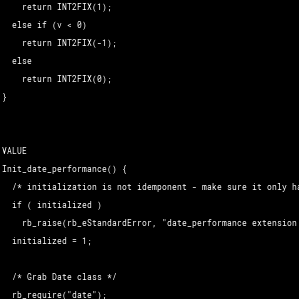 return INT2FIX(1);
else if (v < 0)
return INT2FIX(-1);
else
return INT2FIX(0);
}
VALUE
Init_date_performance() {
/* initialization is not idemponent - make sure it only ha
if ( initialized )
rb_raise(rb_eStandardError, "date_performance extension
initialized = 1;
/* Grab Date class */
rb_require("date");